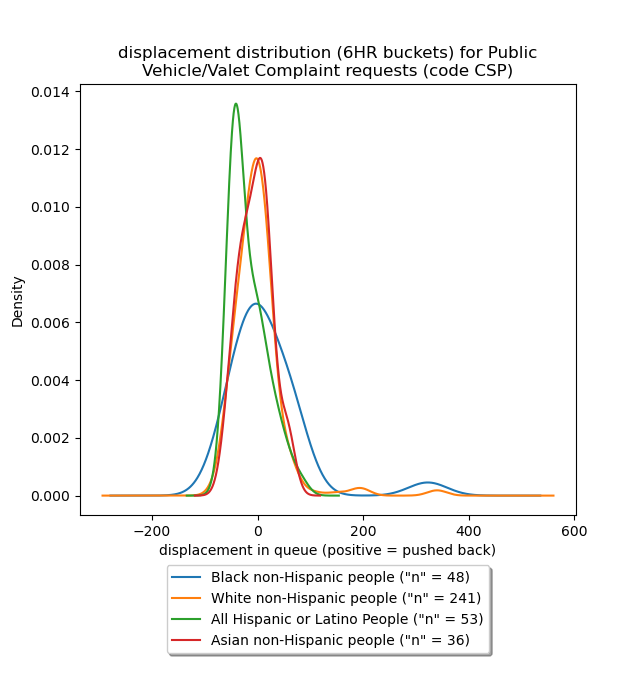 displacement distribution (6HR buckets) for Public
Vehicle/Valet Complaint requests (code CSP)
Density
0.014
0.012
0.010
0.008
0.006
0.004
0.002
0.000
−200
0
200
400
600
displacement in queue (positive = pushed back)
Black non-Hispanic people ("n" = 48)
White non-Hispanic people ("n" = 241)
All Hispanic or Latino People ("n" = 53)
Asian non-Hispanic people ("n" = 36)